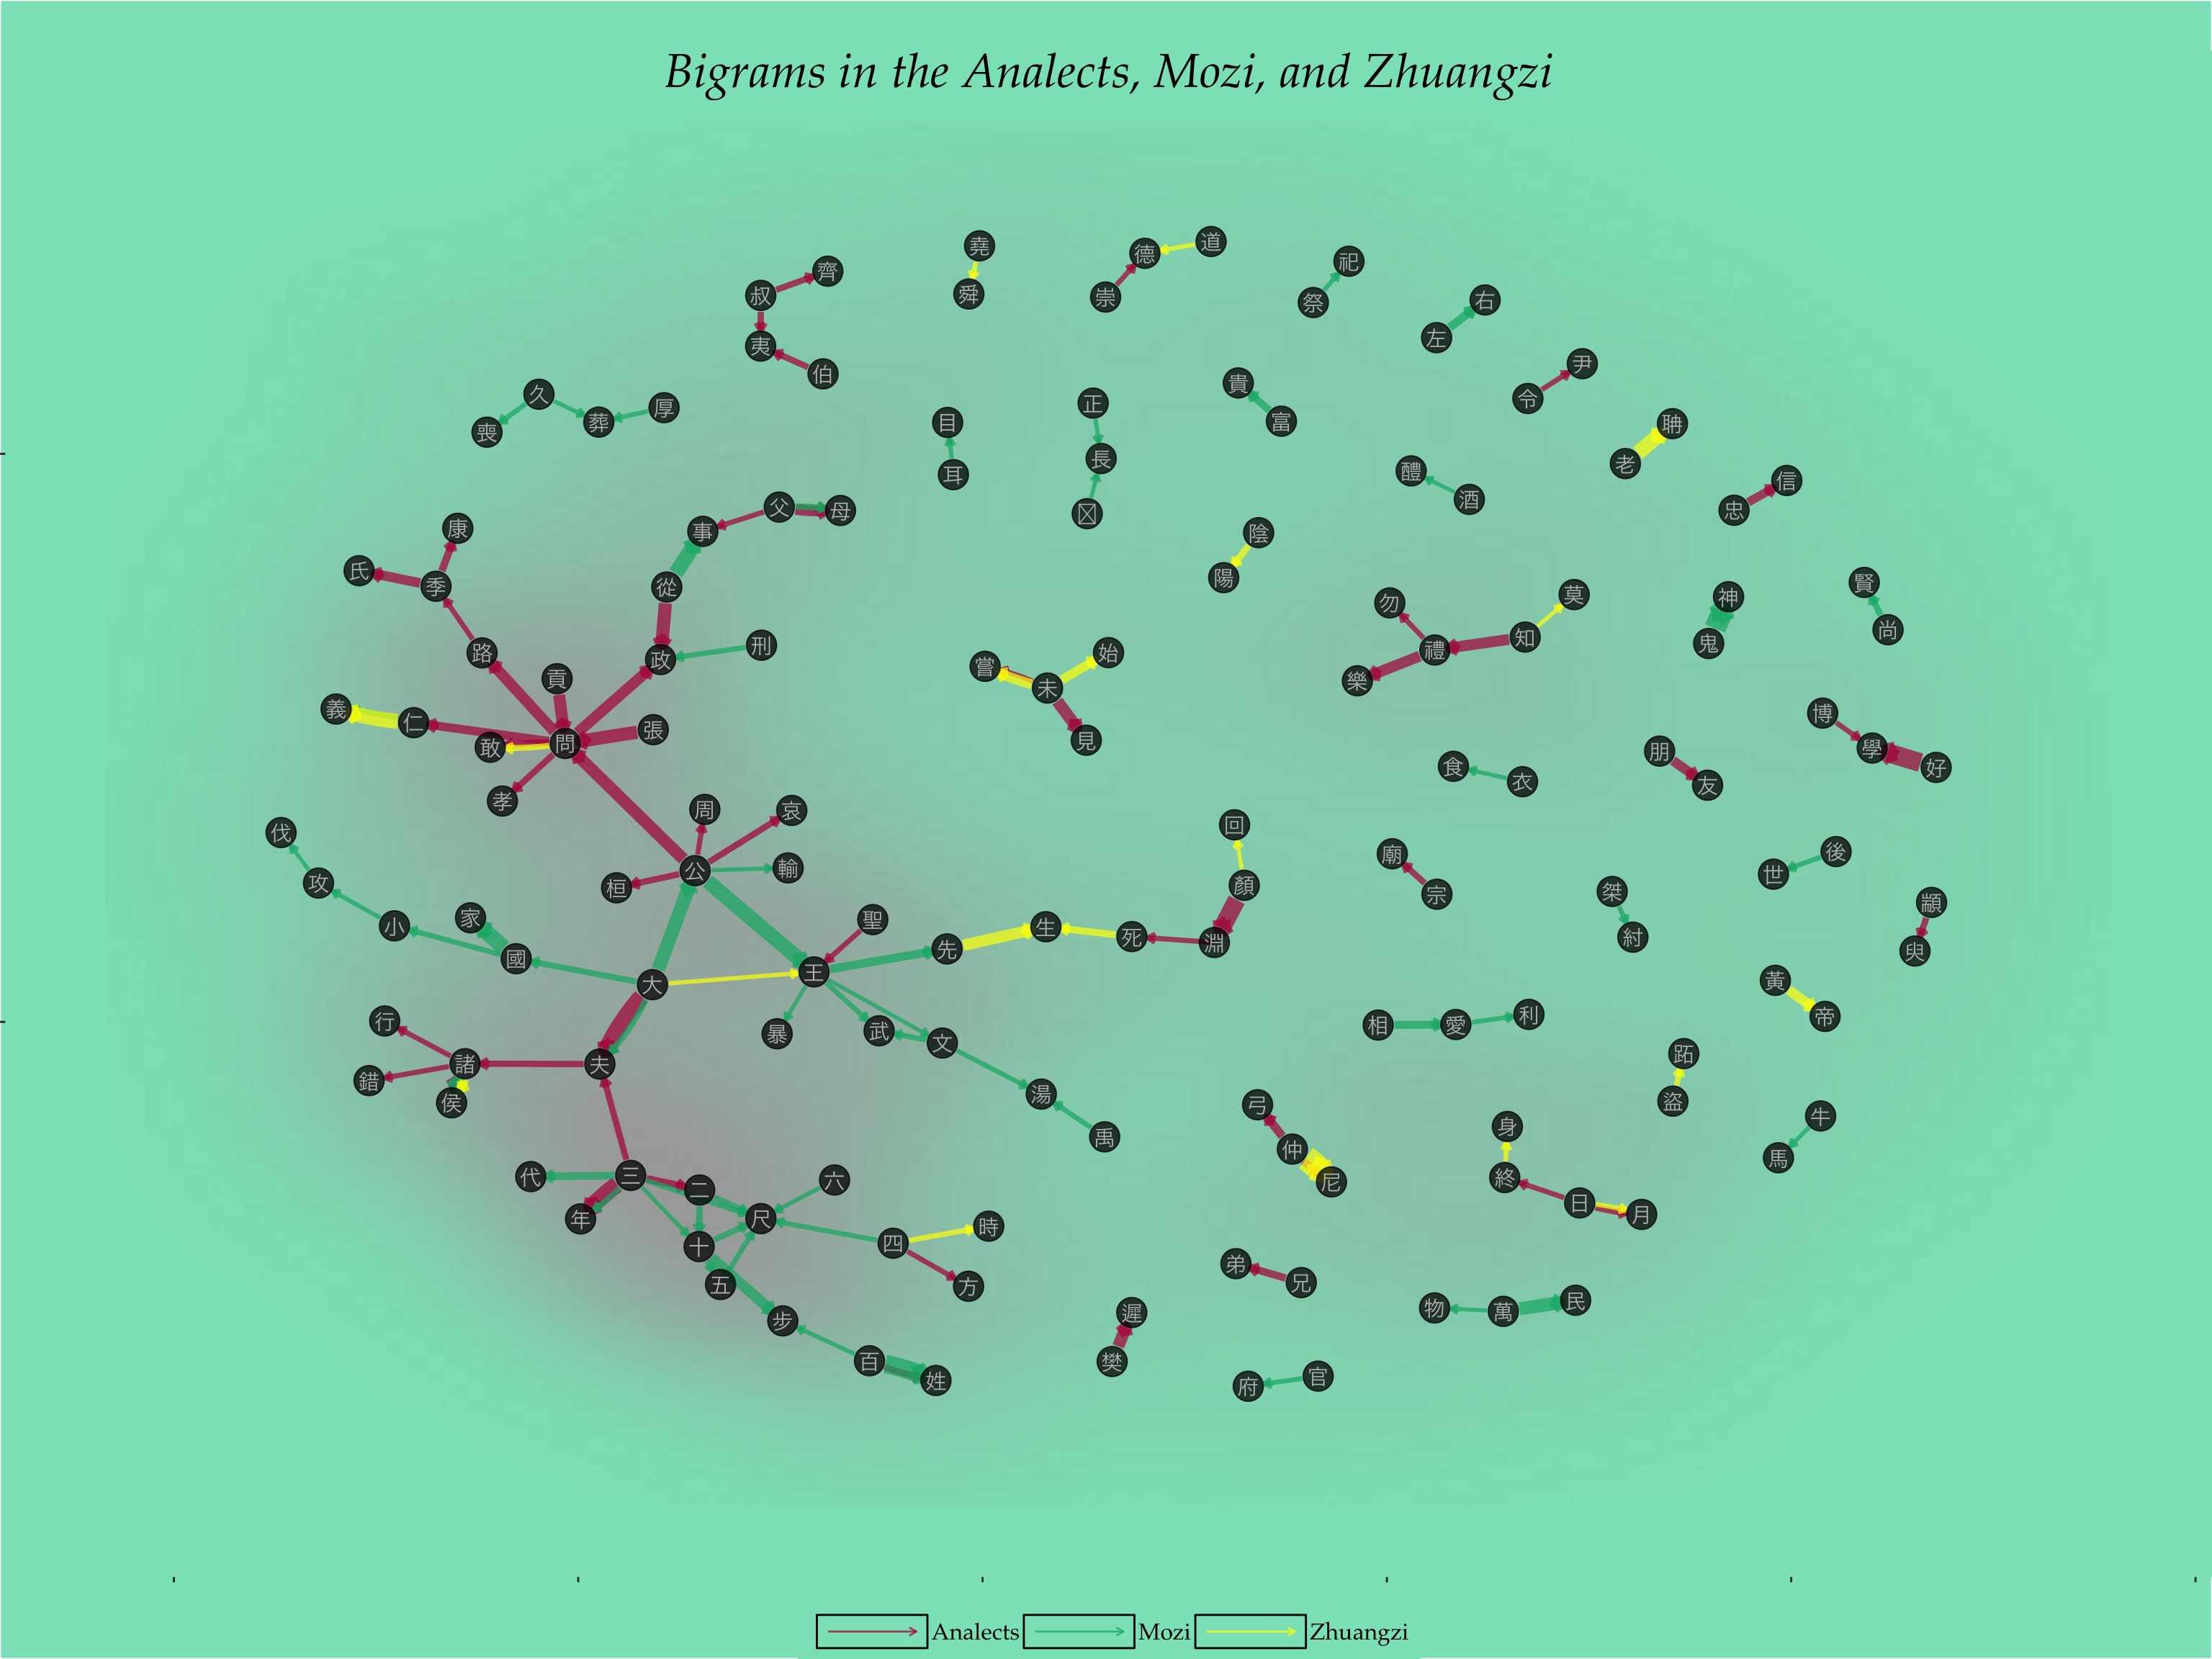 Bigrams in the Analects, Mozi, and Zhuangzi
道
堯
德
祀
齊
舜
叔
崇
祭
右
左
夷
尹
伯
貴
久
令
正
厚
葬
目
富
聃
喪
長
老
醴
耳
信
酒
父
母
忠
康
事
陰
氏
陽
賢
季
從
莫
神
勿
尚
知
鬼
刑
禮
路
始
政
嘗
貢
樂
未
義
博
仁
張
見
問
敢
學
朋
食
好
衣
友
孝
周
哀
回
伐
後
廟
輸
公
世
攻
顏
桓
桀
宗
顓
家
聖
小
生
死
紂
淵
先
臾
國
王
黃
大
利
帝
行
愛
相
武
暴
文
跖
夫
諸
錯
湯
盜
侯
弓
牛
身
禹
仲
馬
三
代
終
六
尼
二
日
月
年
尺
時
四
十
弟
兄
五
方
民
物
萬
遲
步
百
樊
官
姓
府
Analects
Mozi
Zhuangzi